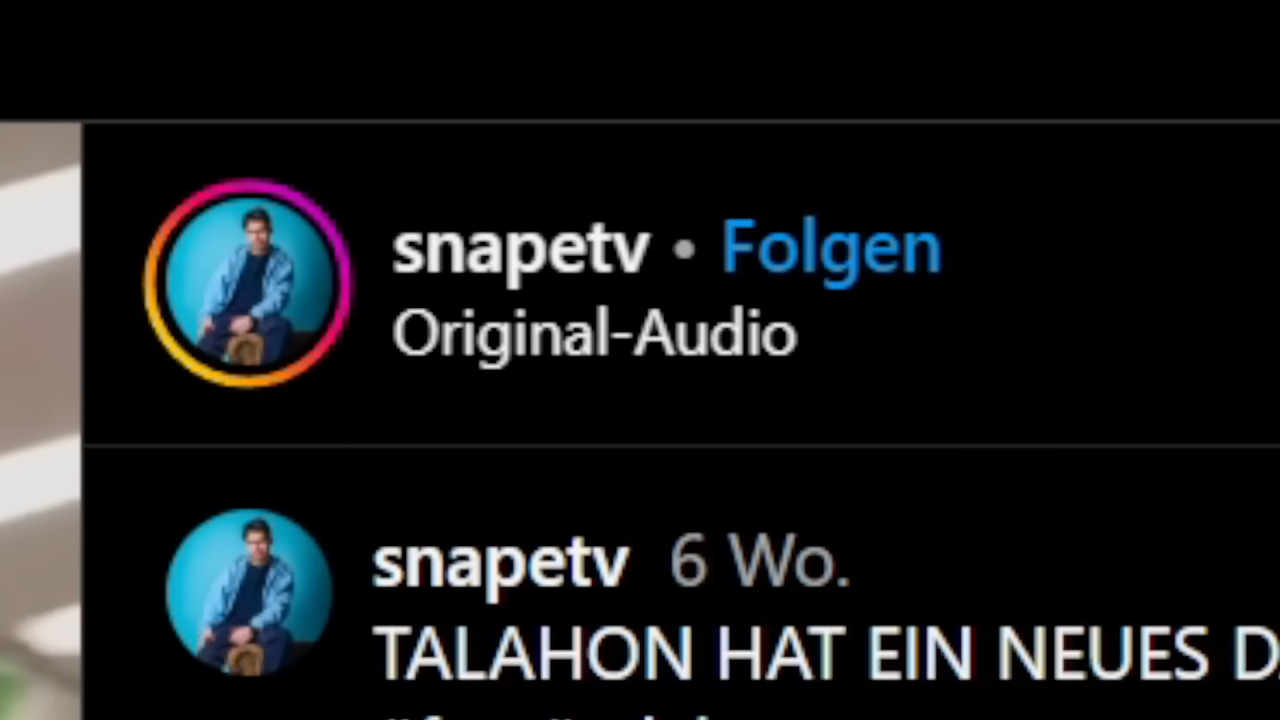 snapetv • Folgen
Original-Audio
snapetv 6 Wo.
TALAHON HAT EIN NEUES